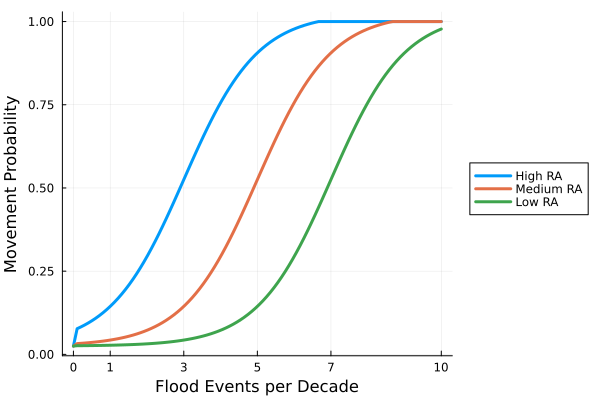 1.00
0.75
0.50
0.25
0.00
Movement Probability
0
1
3
5
7
10
Flood Events per Decade
High RA
Medium RA
Low RA